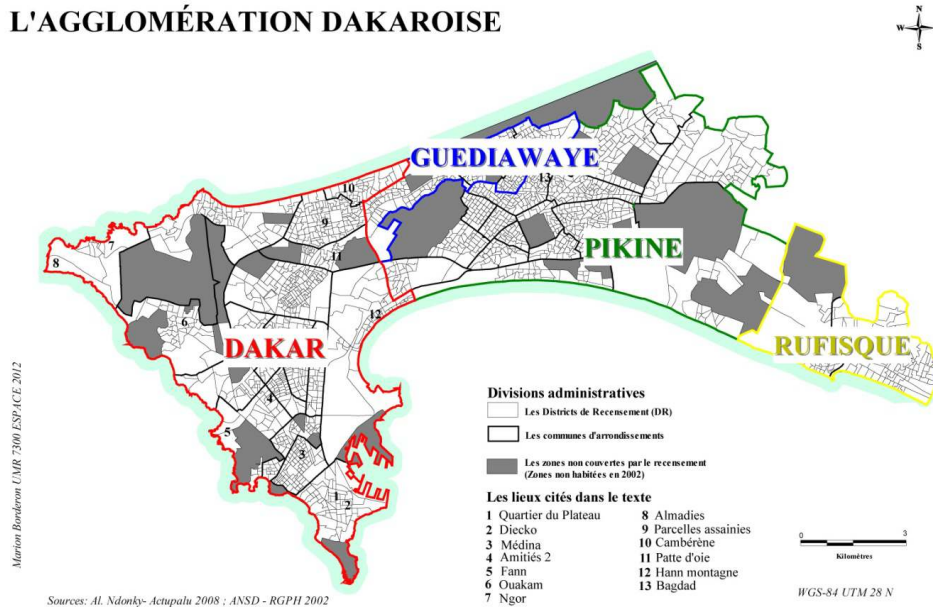 L'AGGLOMÉRATION DAKAROISE
N
W E
S
GUEDIAWAYE
PIKINE
DAKAR
RUFISQUE
10
9
13
7
8
11
6
12
4
5
3
1
2
Divisions administratives
Les Districts de Recensement (DR)
Les communes d'arrondissements
Les zones non couvertes par le recensement
(Zones non habitées en 2002)
Les lieux cités dans le texte
1 Quartier du Plateau
2 Diecko
3 Médina
4 Amitiés 2
5 Fann
6 Ouakam
7 Ngor
8 Almadies
9 Parcelles assainies
10 Cambérène
11 Patte d'oie
12 Hann montagne
13 Bagdad
0 3
Kilomètres
WGS-84 UTM 28 N
Marion Borderon UMR 7300 ESPACE 2012
Sources: Al. Ndonky- Actupalu 2008 ; ANSD - RGPH 2002